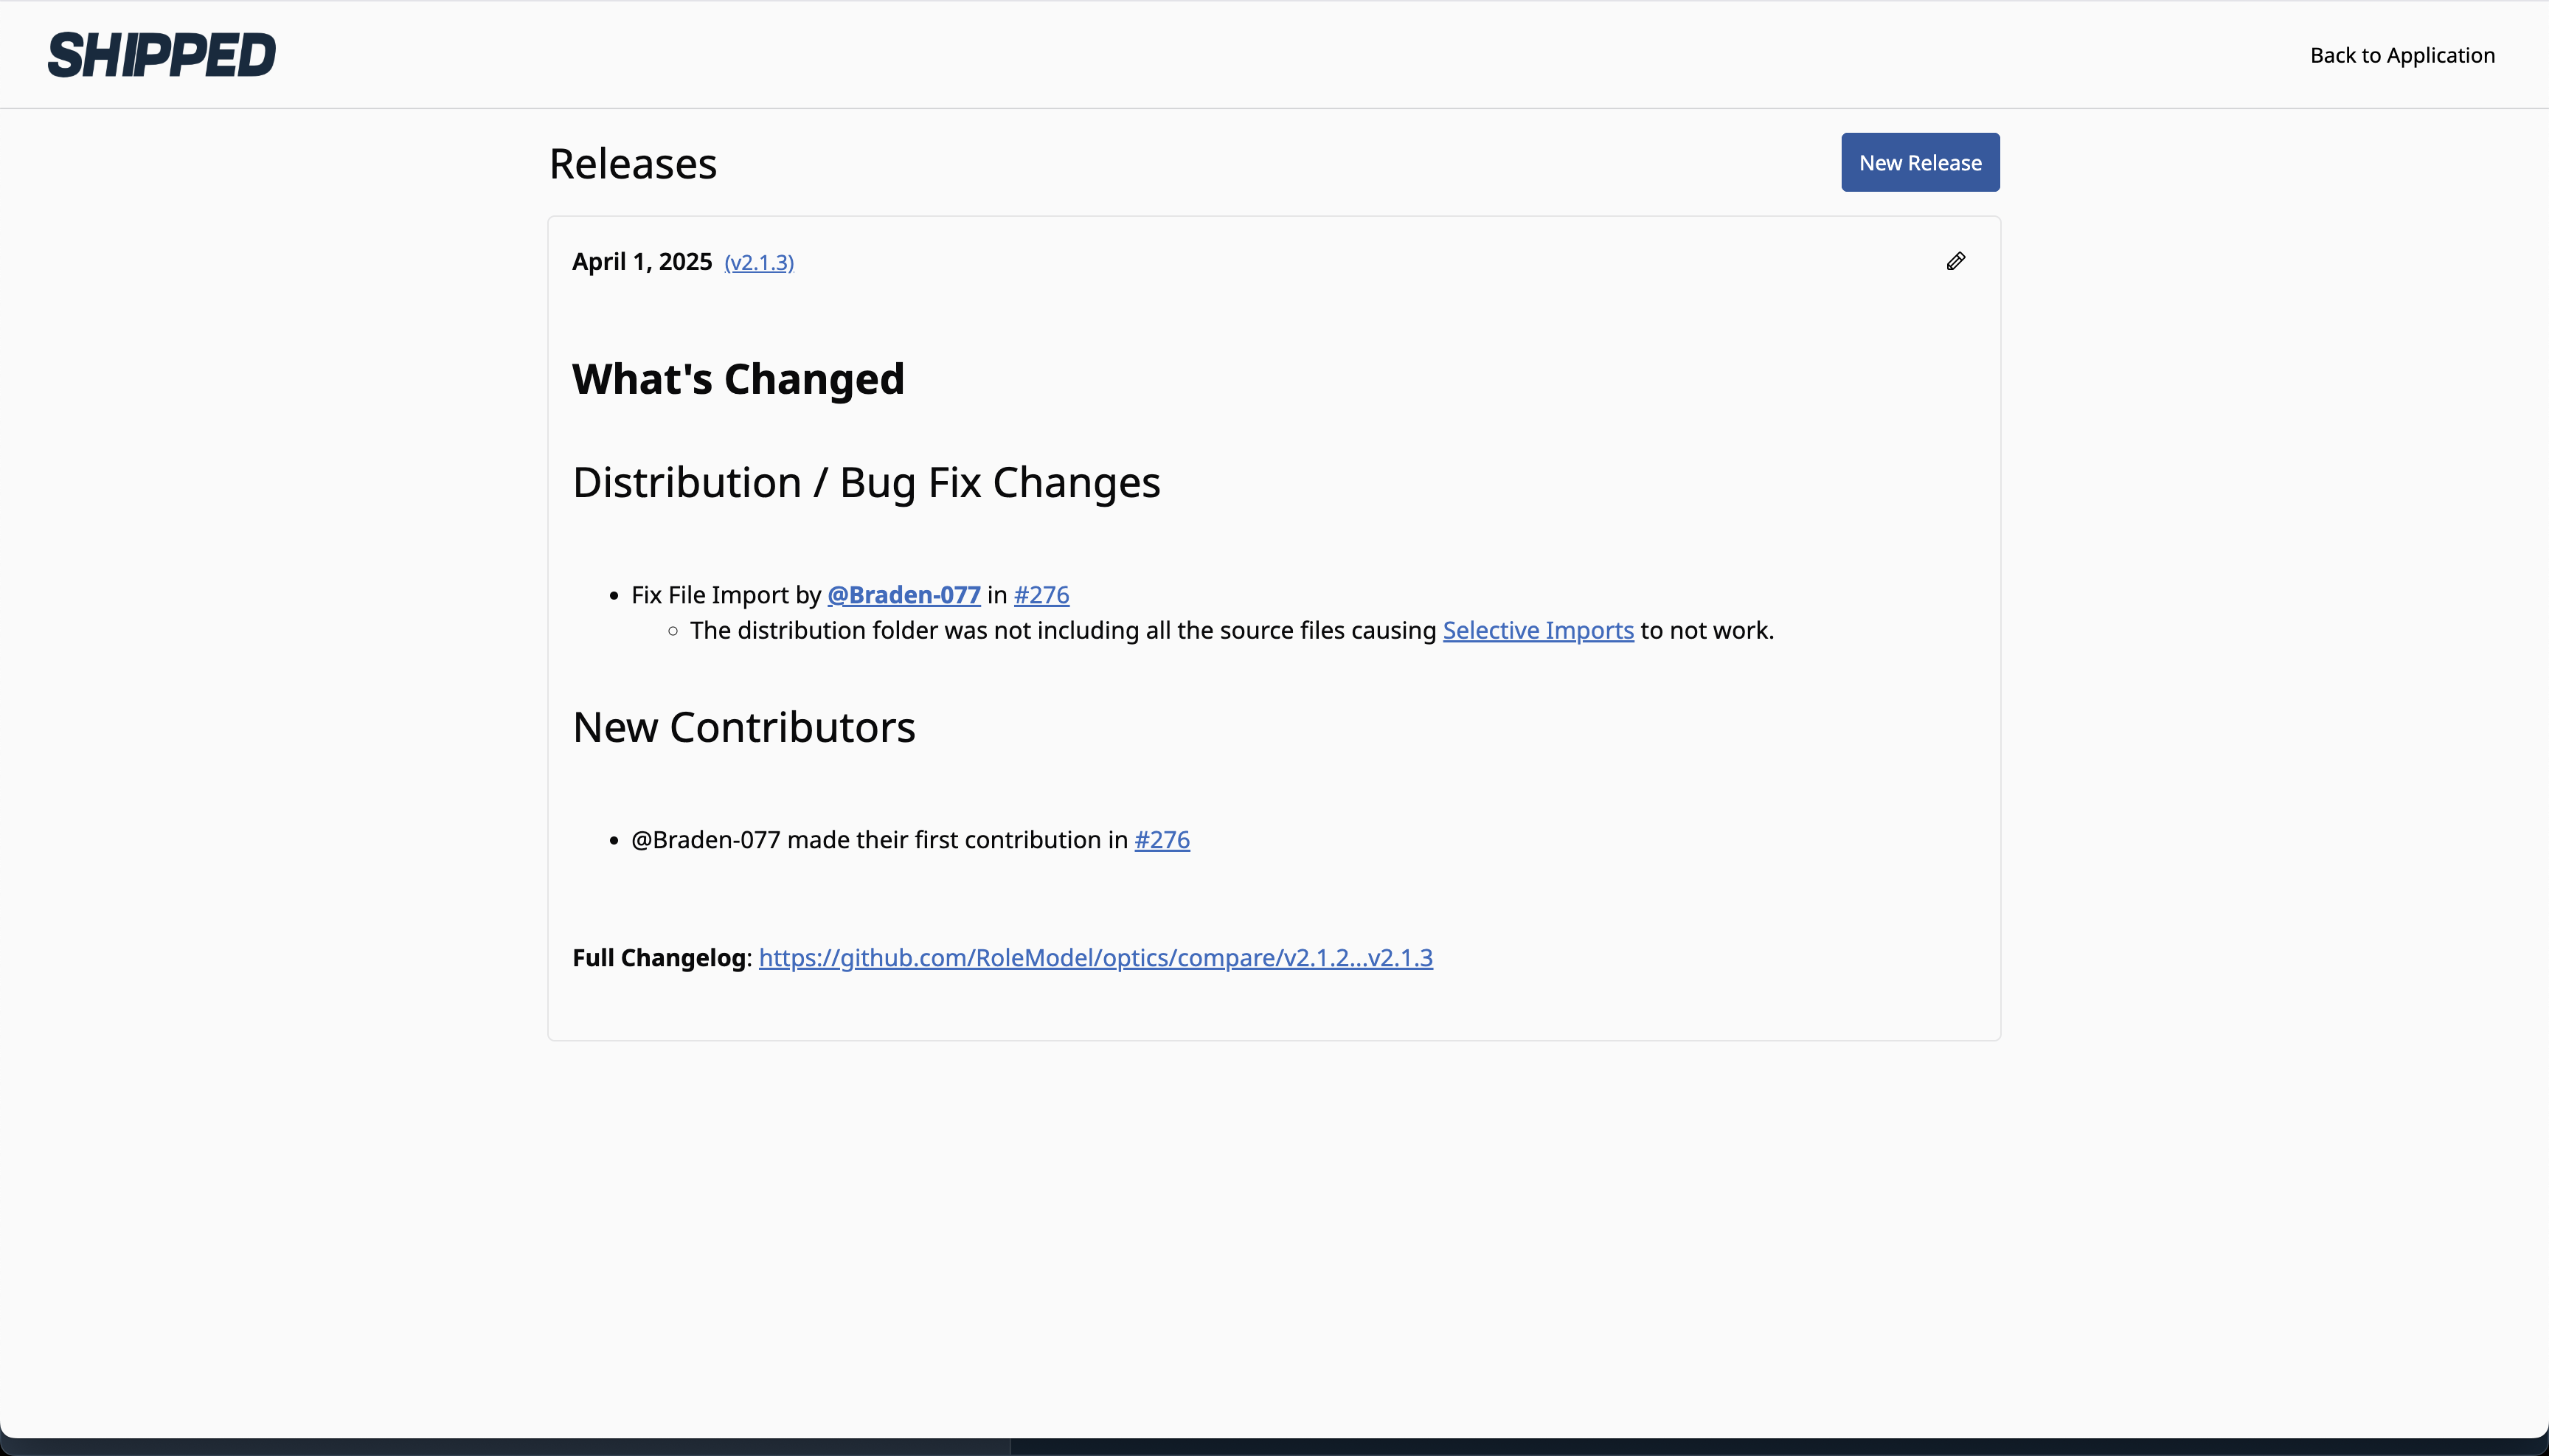 SHIPPED
Back to Application
Releases
New Release
April 1, 2025 (v2.1.3)
What's Changed
Distribution / Bug Fix Changes
Fix File Import by @Braden-077 in #276
The distribution folder was not including all the source files causing Selective Imports to not work.
New Contributors
@Braden-077 made their first contribution in #276
Full Changelog: https://github.com/RoleModel/optics/compare/v2.1.2...v2.1.3